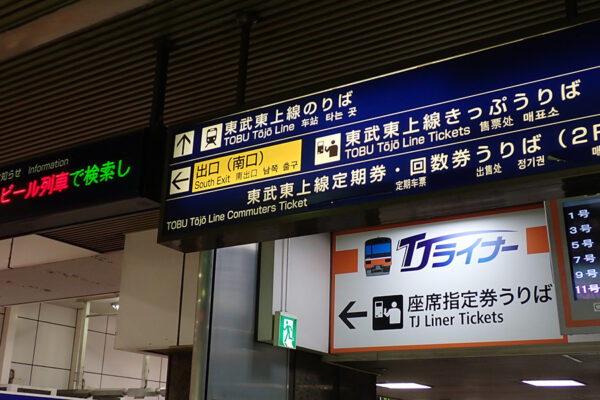 お知らせ Information
ビール列車で検索し
東武東上線のりば
TOBU Tōjō Line 车站 타는 곳
東武東上線きっぷうりば
TOBU Tōjō Line Tickets 售票处 매표소
出口（南口）
South Exit 南出口 남쪽 출구
東武東上線定期券・回数券うりば（2F
TOBU Tōjō Line Commuters Ticket 定期车票 出售处 정기권
TJライナー
座席指定券うりば
TJ Liner Tickets
1号
3号
5号
7号
9号
11号